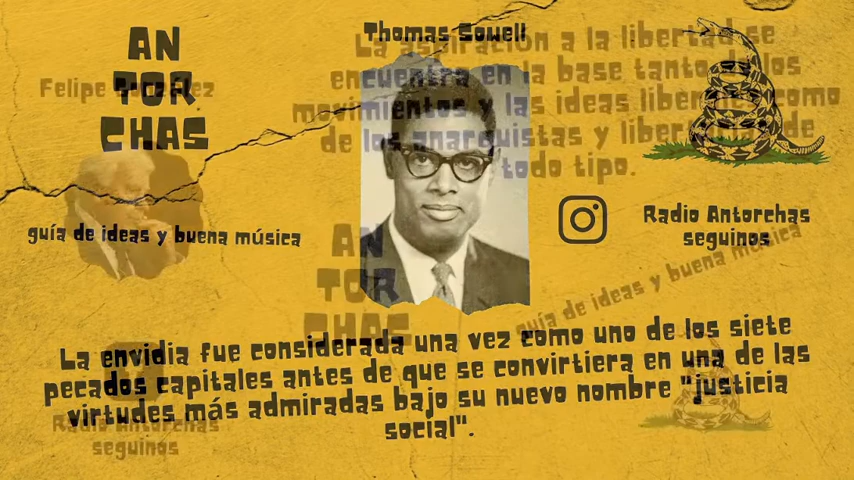 AN
TOR
CHAS
Thomas Sowell
La aspiración a la libertad se
encuentra en la base tanto de los
movimientos y las ideas liberales como
de los anarquistas y libertarios de
todo tipo.
Felipe
guía de ideas y buena música
Radio Antorchas
seguinos
AN
TOR
CHAS
guía de ideas y buena música
La envidia fue considerada una vez como uno de los siete
pecados capitales antes de que se convirtiera en una de las
virtudes más admiradas bajo su nuevo nombre "justicia
social".
Radio Antorchas
seguinos